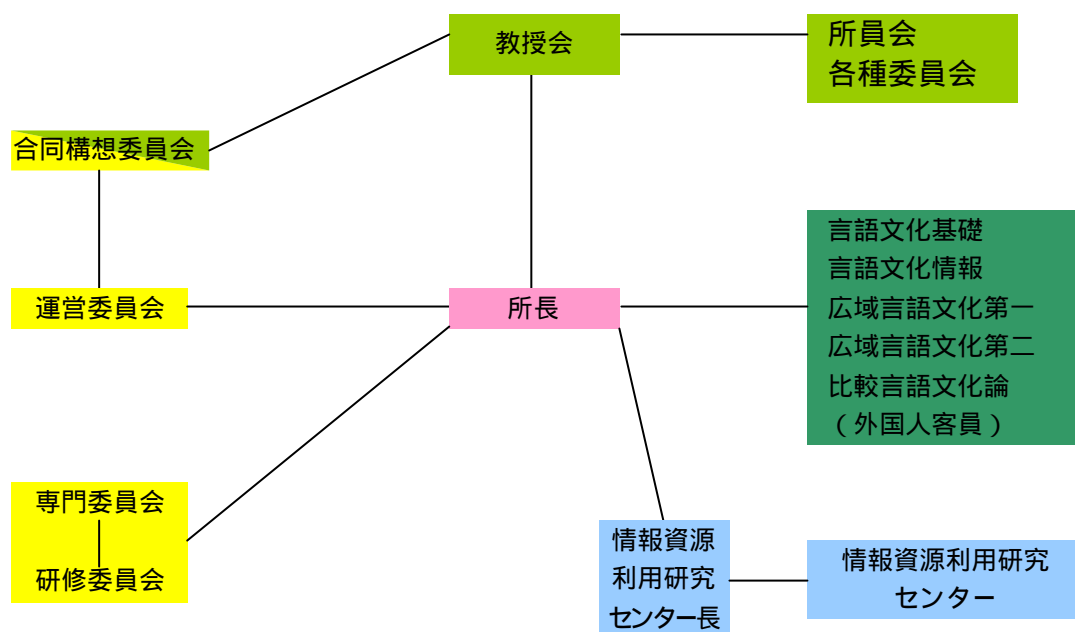 教授会
所員会
各種委員会
合同構想委員会
言語文化基礎
言語文化情報
広域言語文化第一
広域言語文化第二
比較言語文化論
（外国人客員）
運営委員会
所長
専門委員会
研修委員会
情報資源
利用研究
センター長
情報資源利用研究
センター